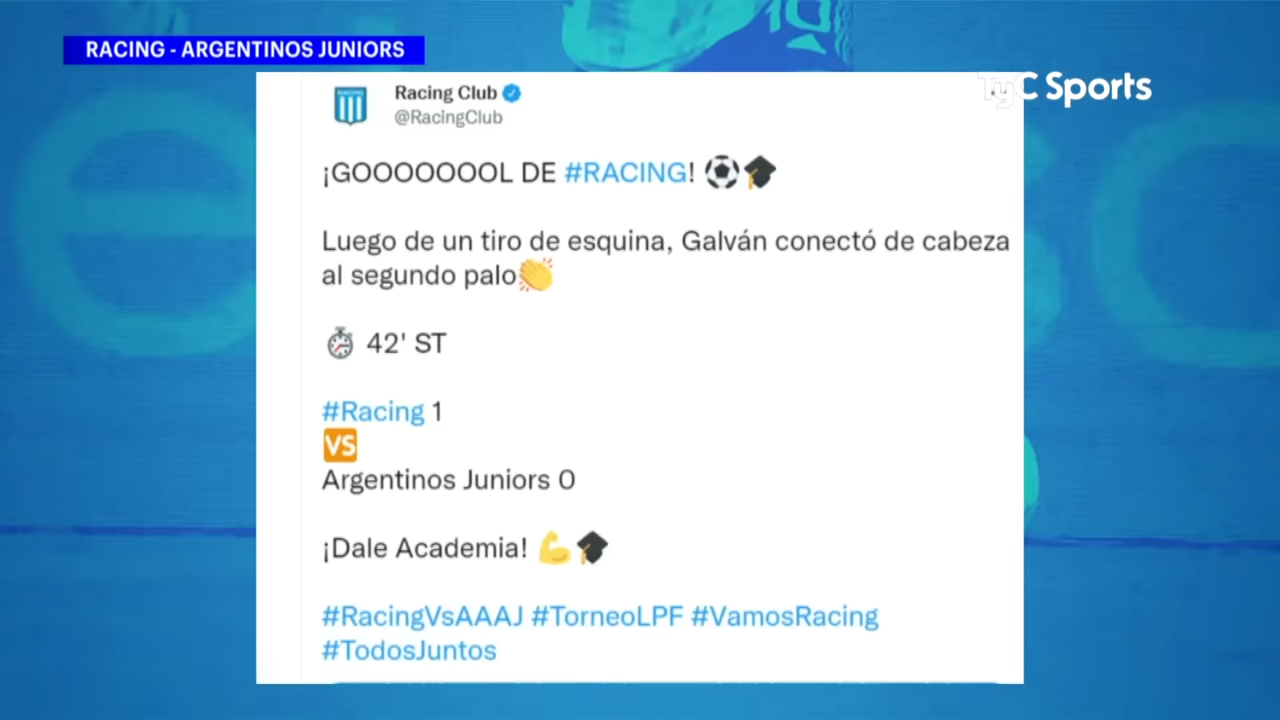 RACING - ARGENTINOS JUNIORS
TyC Sports
Racing Club
@RacingClub
¡GOOOOOOOL DE #RACING! ⚽🎓
Luego de un tiro de esquina, Galván conectó de cabeza
al segundo palo👏
⏱ 42' ST
#Racing 1
🆚
Argentinos Juniors 0
¡Dale Academia! 💪🎓
#RacingVsAAAJ #TorneoLPF #VamosRacing
#TodosJuntos